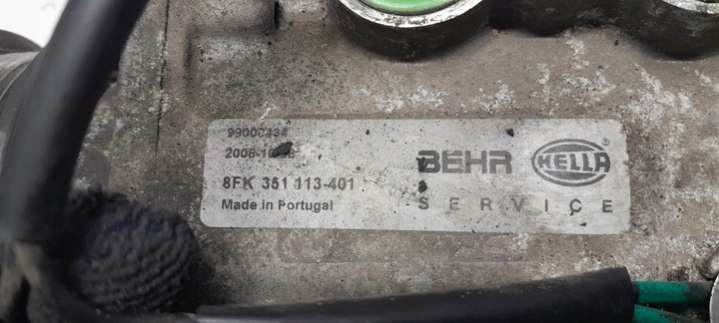 99000434
8FK 351 113-401
Made in Portugal
BEHR HELLA
SERVICE